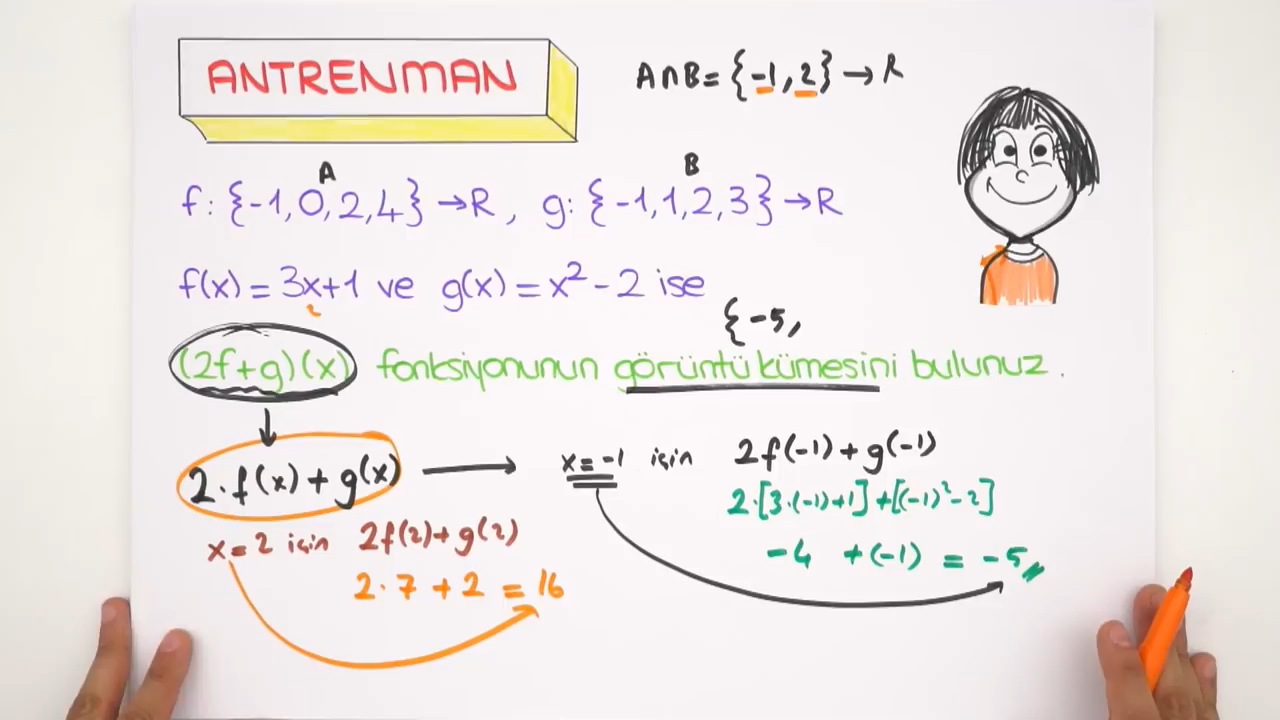 ANTRENMAN
A∩B = {-1, 2} → R
A
B
f: {-1, 0, 2, 4} → R, g: {-1, 1, 2, 3} → R
f(x) = 3x+1 ve g(x) = x² - 2 ise
2
{-5,
(2f+g)(x) fonksiyonunun görüntü kümesini bulunuz.
2·f(x) + g(x) → x = -1 için 2f(-1) + g(-1)
2·[3·(-1)+1] + [(-1)² - 2]
-4 + (-1) = -5
x = 2 için 2f(2) + g(2)
2·7 + 2 = 16